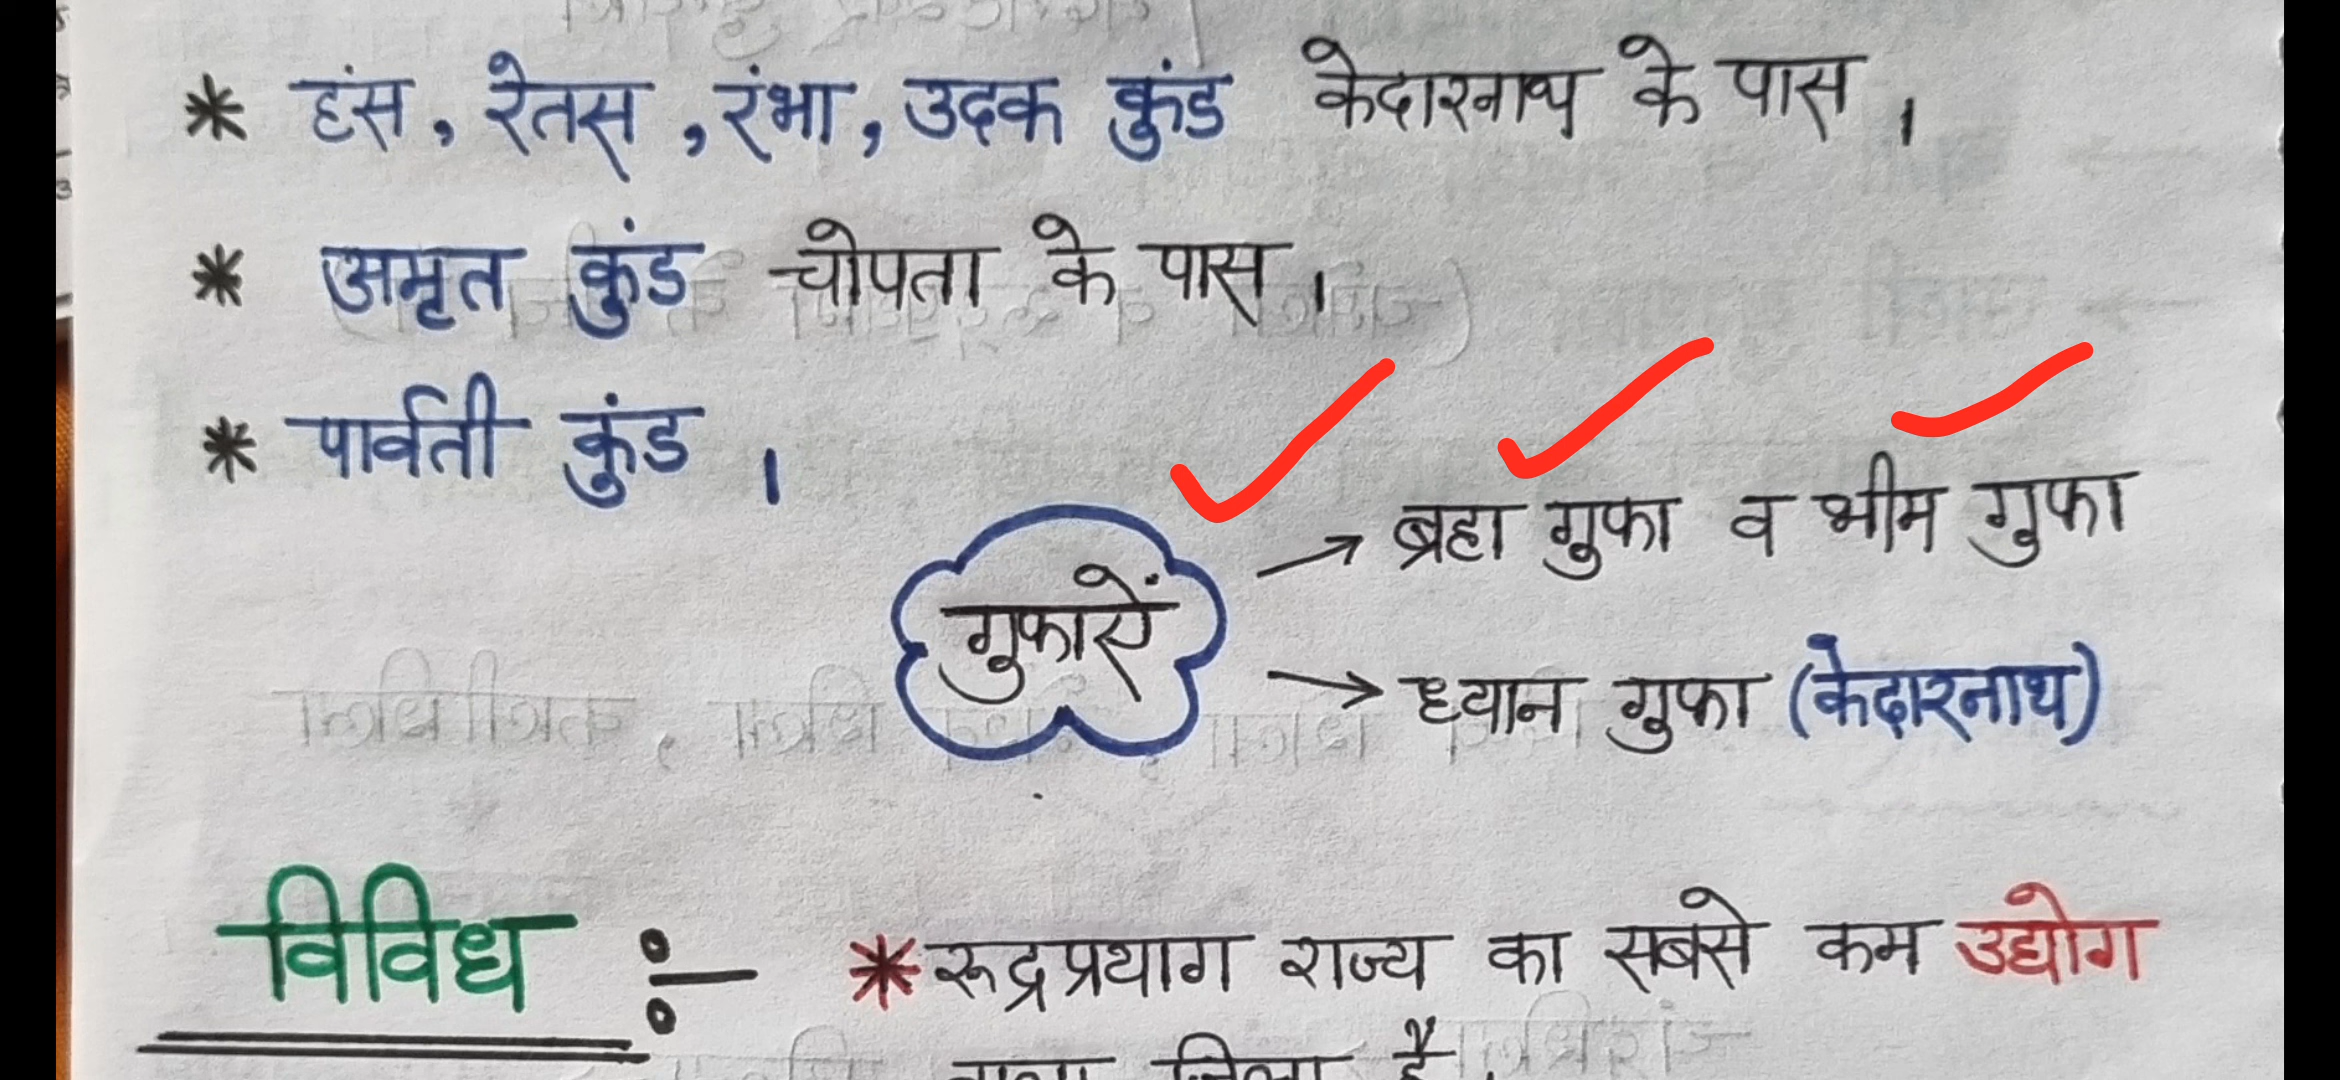 * हंस, रेतस, रंभा, उदक कुंड केदारनाथ के पास ।
* अमृत कुंड चोपता के पास ।
* पार्वती कुंड ।
गुफाऐं
→ ब्रह्म गुफा व भीम गुफा
→ ध्यान गुफा (केदारनाथ)
विविध :- * रूद्रप्रयाग राज्य का सबसे कम उद्योग
वाला जिला है.